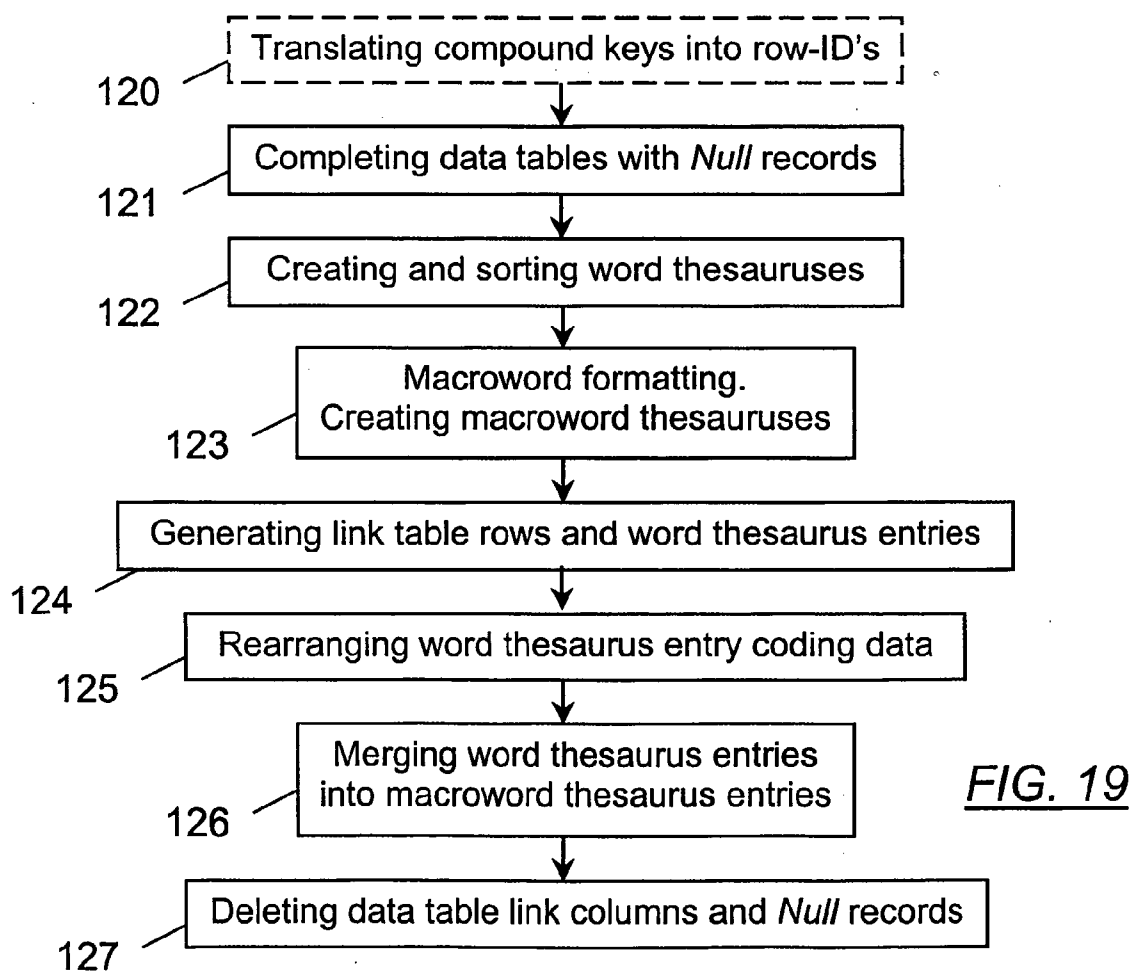 Translating compound keys into row-ID's
120
Completing data tables with Null records
121
Creating and sorting word thesauruses
122
Macroword formatting.
Creating macroword thesauruses
123
Generating link table rows and word thesaurus entries
124
Rearranging word thesaurus entry coding data
125
Merging word thesaurus entries
into macroword thesaurus entries
126
FIG. 19
Deleting data table link columns and Null records
127